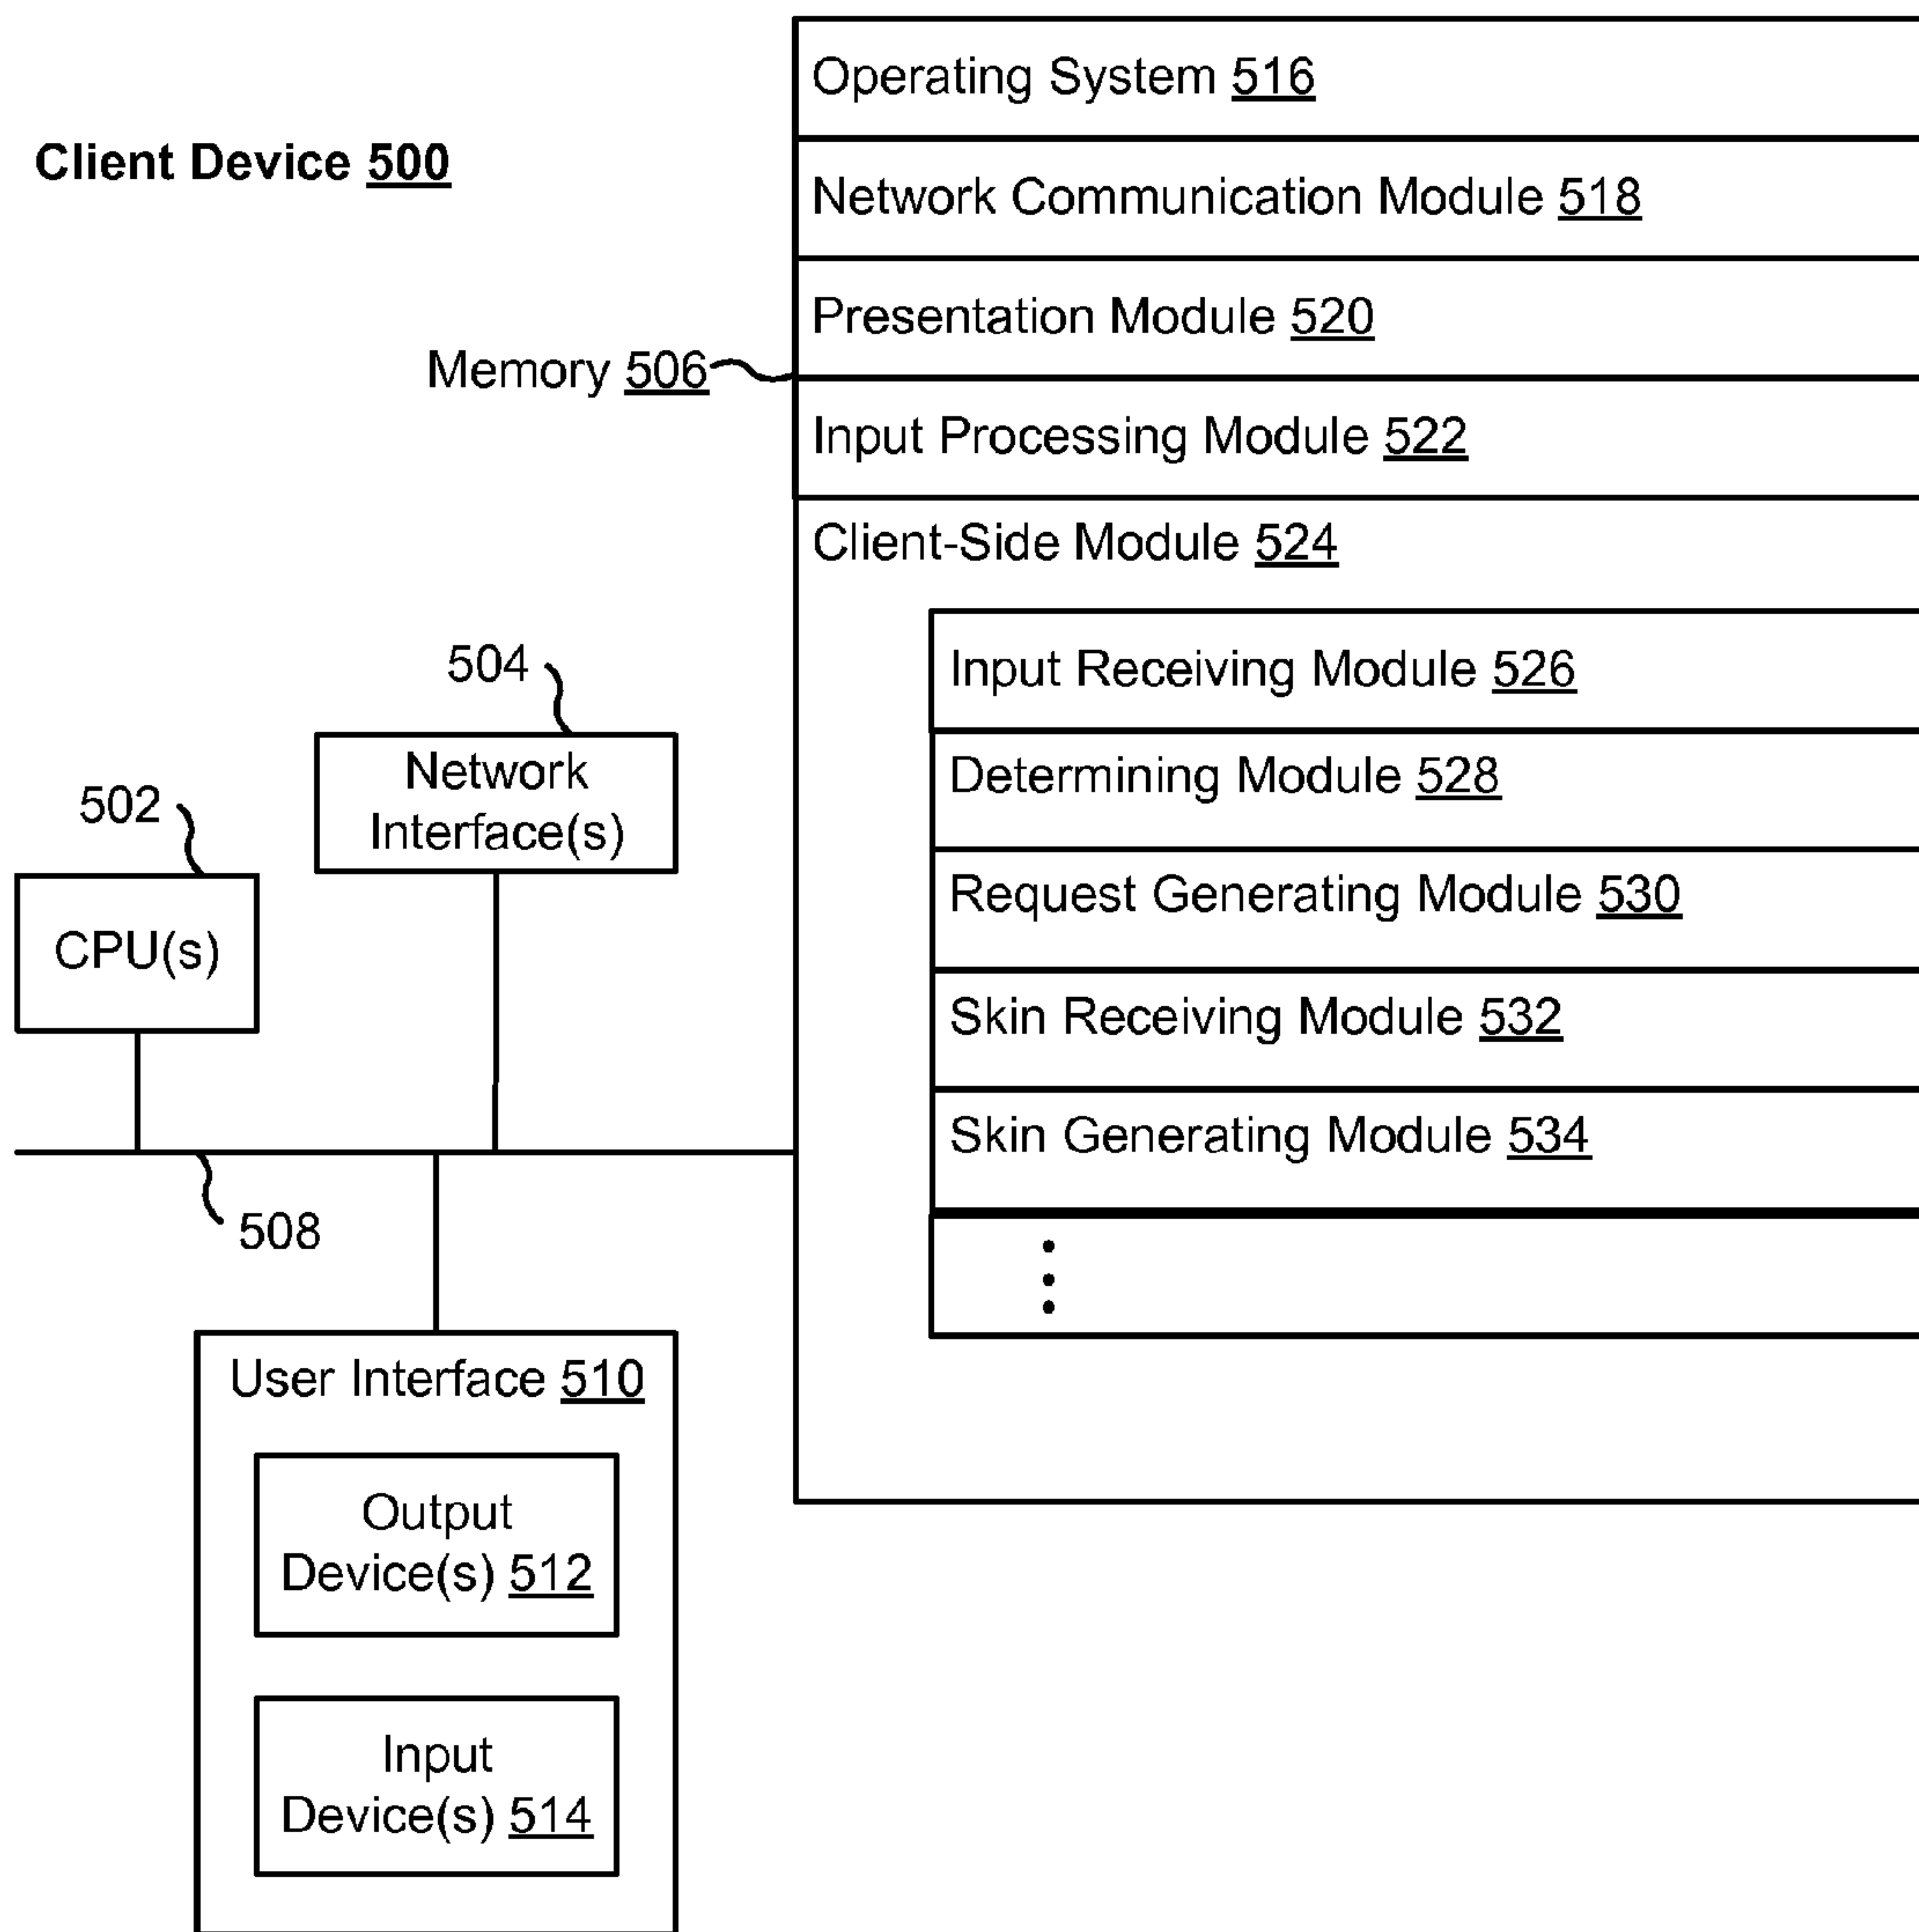 Client Device 500
Operating System 516
Network Communication Module 518
Presentation Module 520
Memory 506
Input Processing Module 522
Client-Side Module 524
Input Receiving Module 526
Determining Module 528
Request Generating Module 530
Skin Receiving Module 532
Skin Generating Module 534
504
Network
Interface(s)
502
CPU(s)
508
User Interface 510
Output
Device(s) 512
Input
Device(s) 514